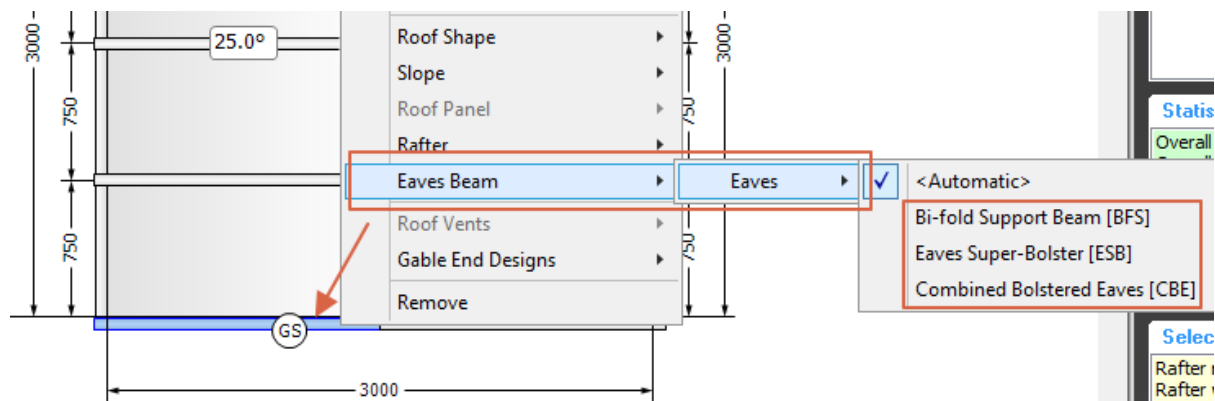 3000
750
750
25.0°
Roof Shape
Slope
Roof Panel
Rafter
Eaves Beam
Roof Vents
Gable End Designs
Remove
Eaves
<Automatic>
Bi-fold Support Beam [BFS]
Eaves Super-Bolster [ESB]
Combined Bolstered Eaves [CBE]
3000
750
750
GS
3000
Statis
Overall
Selec
Rafter
Rafter